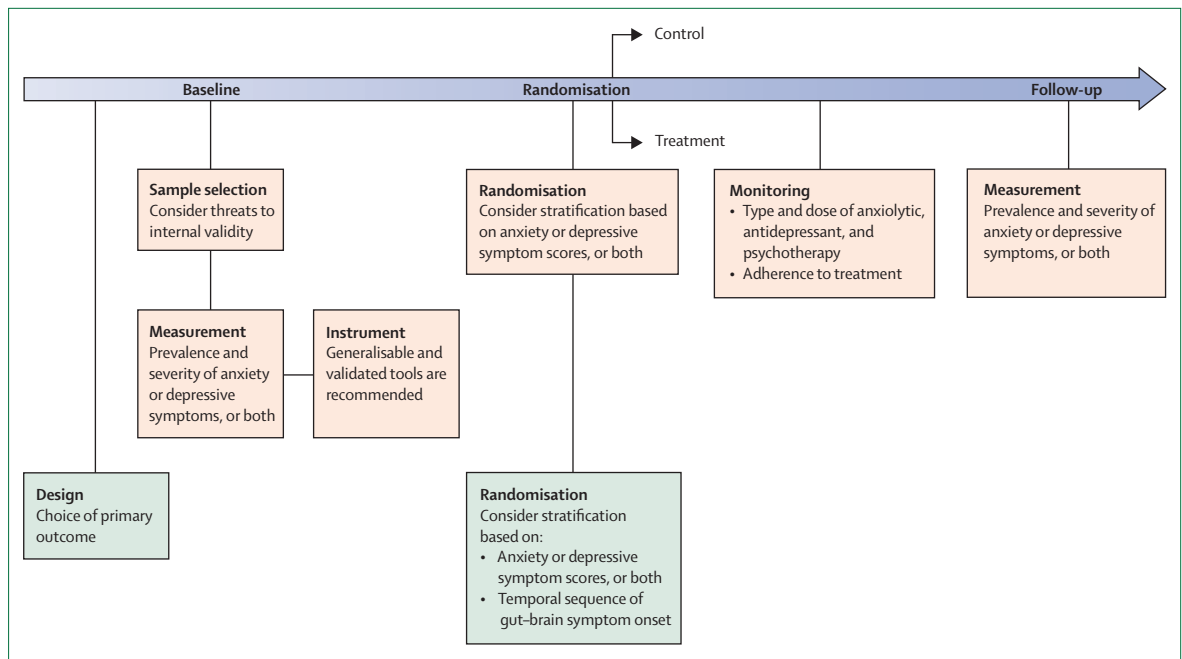 Control
Baseline
Randomisation
Follow-up
Treatment
Sample selection
Consider threats to
internal validity
Randomisation
Consider stratification based
on anxiety or depressive
symptom scores, or both
Monitoring
• Type and dose of anxiolytic,
antidepressant, and
psychotherapy
• Adherence to treatment
Measurement
Prevalence and severity of
anxiety or depressive
symptoms, or both
Measurement
Prevalence and
severity of anxiety
or depressive
symptoms, or both
Instrument
Generalisable and
validated tools are
recommended
Design
Choice of primary
outcome
Randomisation
Consider stratification
based on:
• Anxiety or depressive
symptom scores, or both
• Temporal sequence of
gut–brain symptom onset